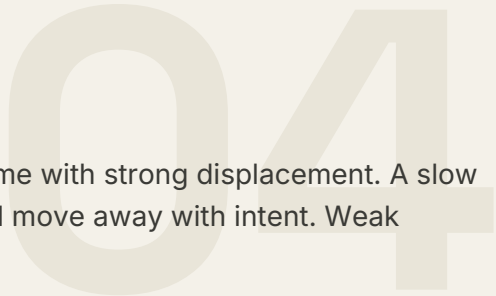 04
me with strong displacement. A slow
move away with intent. Weak